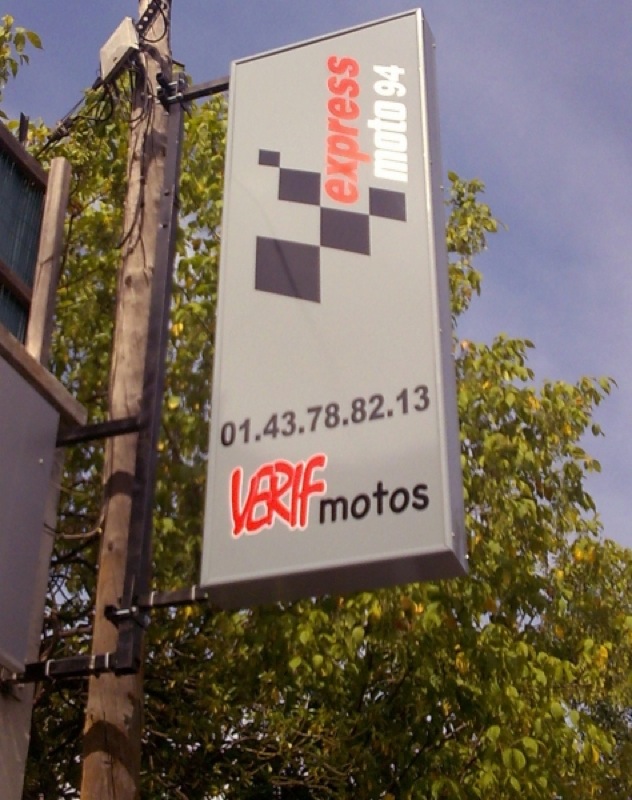 express
moto 94
01.43.78.82.13
VERIF motos